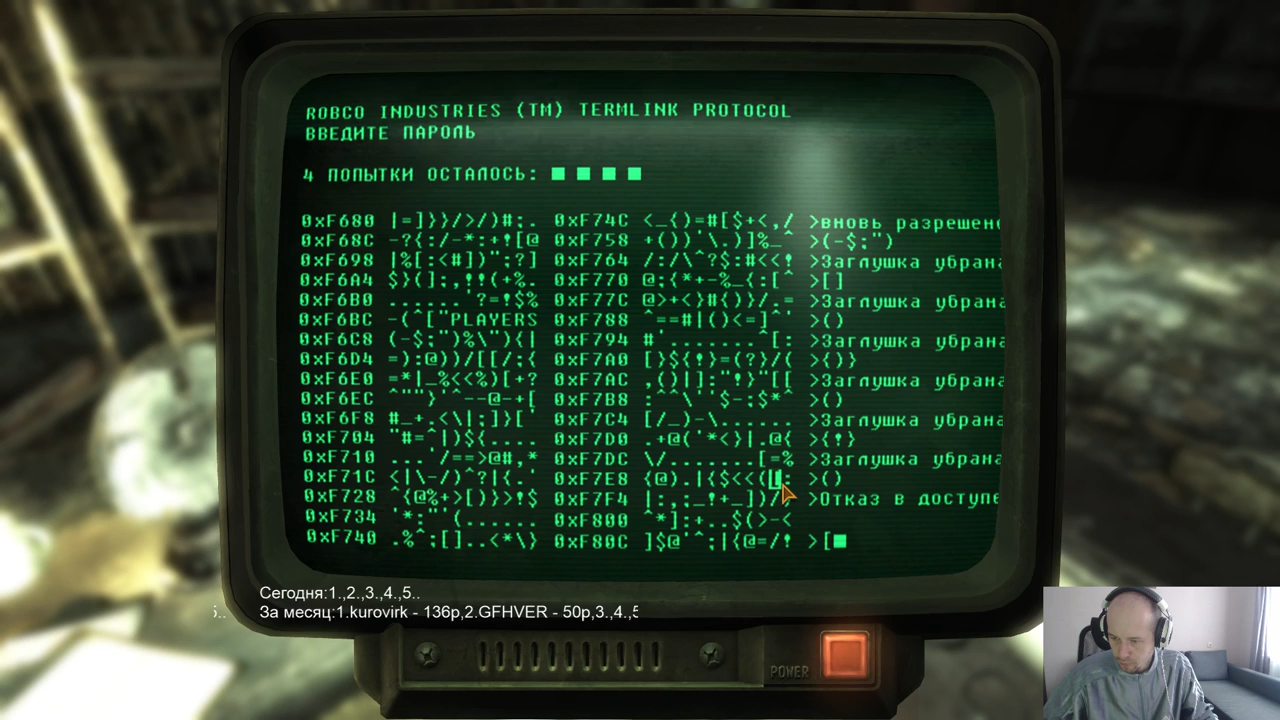 ROBCO INDUSTRIES (TM) TERMLINK PROTOCOL
ВВЕДИТЕ ПАРОЛЬ
4 ПОПЫТКИ ОСТАЛОСЬ:
0xF680 |=]}}/>/)#;. 0xF74C <_{)=#[$+<,/ >вновь разрешено
0xF68C -?{:/-*:+![@ 0xF758 +())'\.)]%_^ >(-$;")
0xF698 |%[:<#])";?] 0xF764 /:/\^?$:#<<! >Заглушка убрана
0xF6A4 $}(];,!!(+%. 0xF770 @;{*+-%_{:[^ >[]
0xF6B0 ......'?=!$% 0xF77C @>+<}#{)}/.= >Заглушка убрана
0xF6BC -(^["PLAYERS 0xF788 ^==#|()<=]^' >()
0xF6C8 (-$;")%\"){| 0xF794 #'........^[: >Заглушка убрана
0xF6D4 =):@))/[[/;{ 0xF7A0 [}${!}=(?}/( >{)}
0xF6E0 =*|_%<<%)[+? 0xF7AC ,()|]:"!}"[[ >Заглушка убрана
0xF6EC ^""}'^--@-+[ 0xF7B8 :^^\''$-;$*^ >()
0xF6F8 #_+.<\|;]}[' 0xF7C4 [/_)-\...... >Заглушка убрана
0xF704 "#=^|)${.... 0xF7D0 .+@('*<}|.@{ >{!}
0xF710 ...'/==>@#,* 0xF7DC \/.......[=% >Заглушка убрана
0xF71C <|\-/)^?|{.' 0xF7E8 {@).|{$<<([: >()
0xF728 ^{@%+>[)}>!$ 0xF7F4 |:,;_!+_])/ >Отказ в доступе
0xF734 '*:"'(...... 0xF800 ^*]:+..$(>-<
0xF740 .%^;[]..<*\} 0xF80C ]$@'^;|{@=/! >[
Сегодня:1.,2.,3.,4.,5..
5.. За месяц:1.kurovirk - 136р,2.GFHVER - 50р,3.,4.,5
POWER